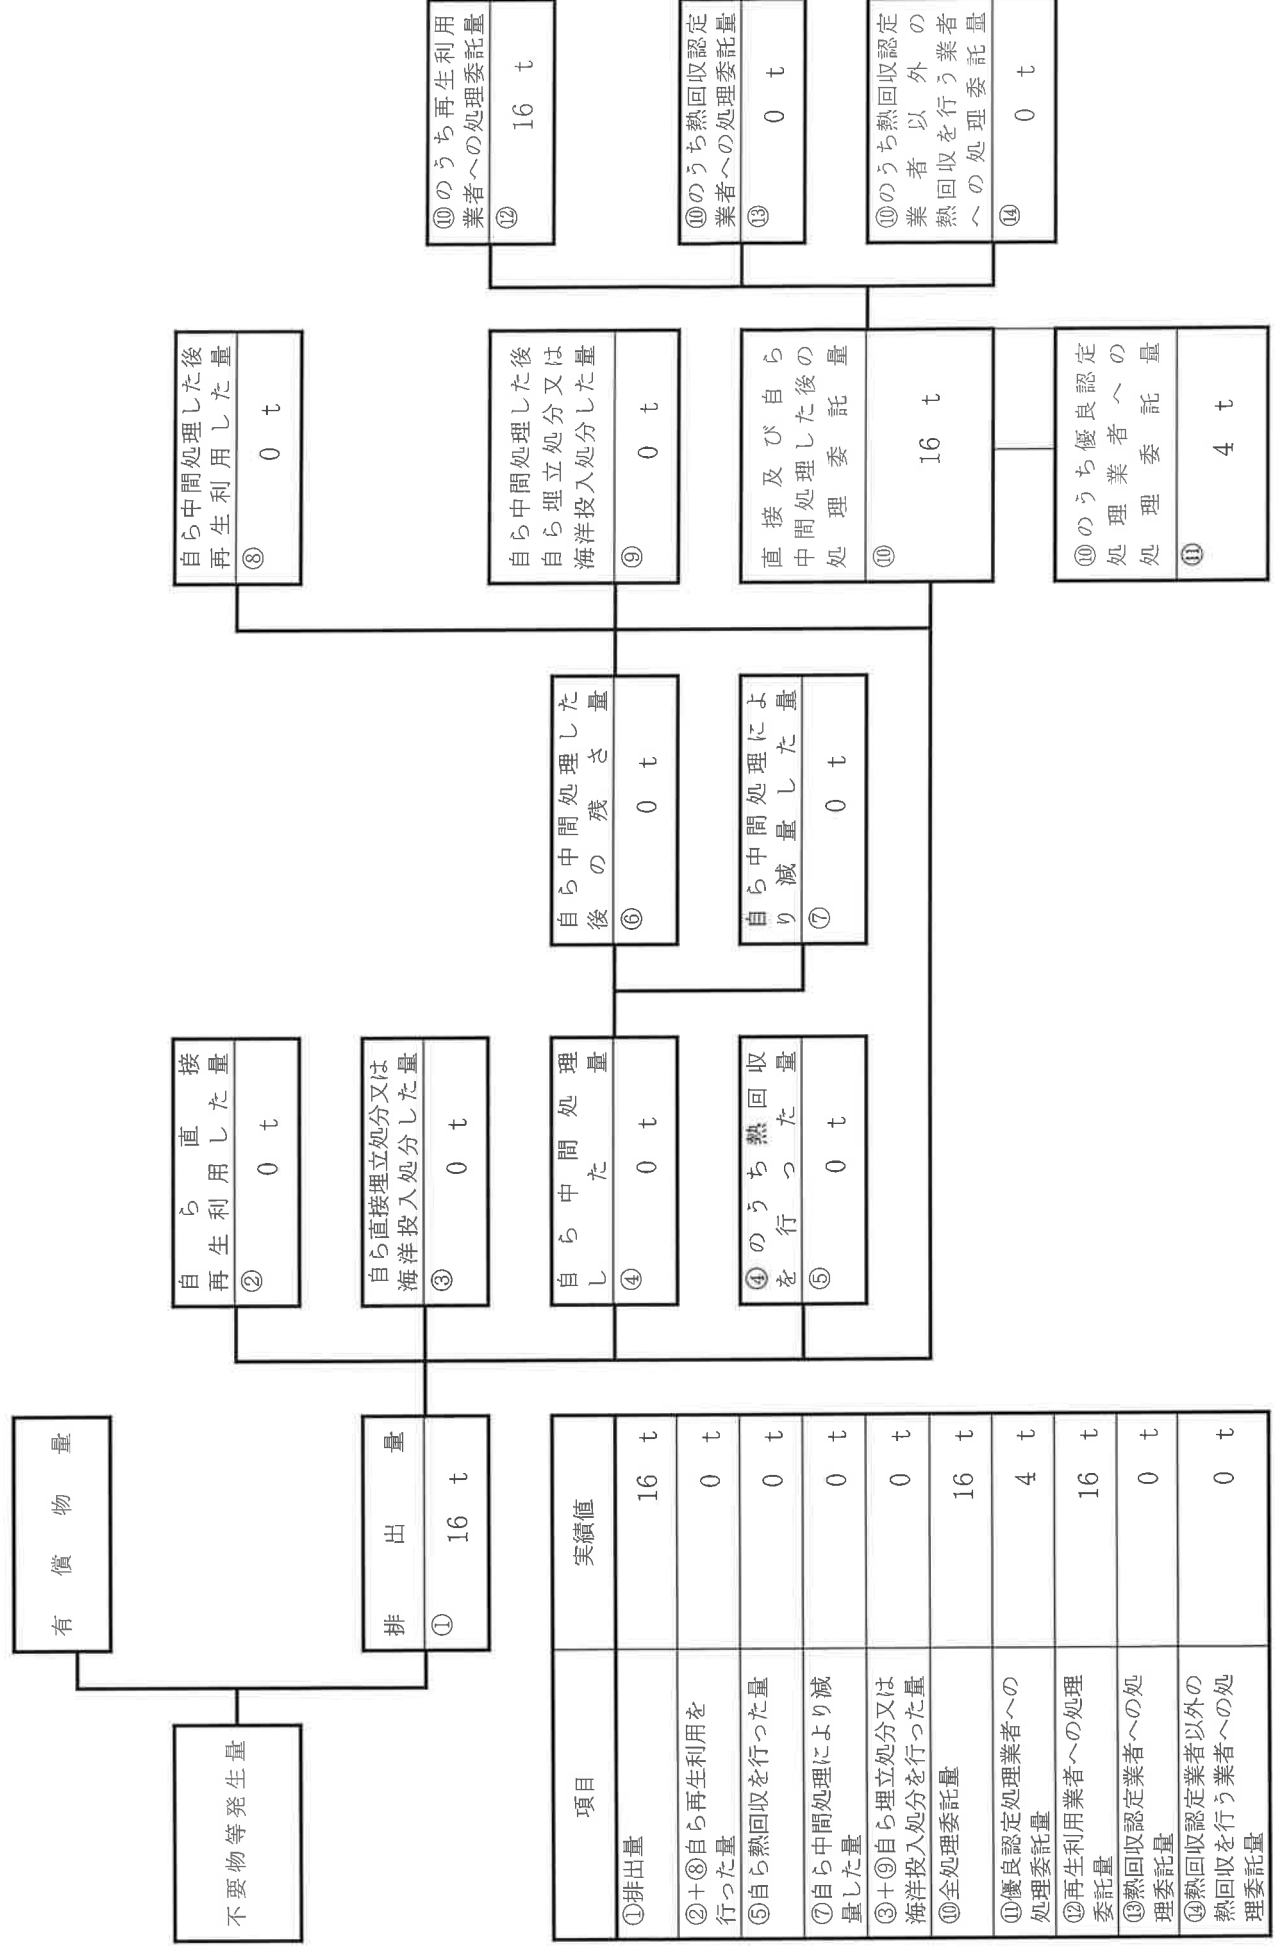 有償物量
不要物等発生量
排出量
① 16 t
自ら直接
再生利用した量
② 0 t
自ら直接埋立処分又は
海洋投入処分した量
③ 0 t
自ら中間処理
した量
④ 0 t
④のうち熱回収
を行った量
⑤ 0 t
自ら中間処理した
後の残さ量
⑥ 0 t
自ら中間処理によ
り減量した量
⑦ 0 t
自ら中間処理した後
再生利用した量
⑧ 0 t
自ら中間処理した後
自ら埋立処分又は
海洋投入処分した量
⑨ 0 t
直接及び自ら
中間処理した後の
処理委託量
⑩ 16 t
⑩のうち優良認定
処理業者への
処理委託量
⑪ 4 t
⑩のうち再生利用
業者への処理委託量
⑫ 16 t
⑩のうち熱回収認定
業者への処理委託量
⑬ 0 t
⑩のうち熱回収認定
業者以外の
熱回収を行う業者
への処理委託量
⑭ 0 t
項目 実績値
①排出量 16 t
②+⑧自ら再生利用を
行った量 0 t
⑤自ら熱回収を行った量 0 t
⑦自ら中間処理により減
量した量 0 t
③+⑨自ら埋立処分又は
海洋投入処分を行った量 0 t
⑩全処理委託量 16 t
⑪優良認定処理業者への
処理委託量 4 t
⑫再生利用業者への処理
委託量 16 t
⑬熱回収認定業者への処
理委託量 0 t
⑭熱回収認定業者以外の
熱回収を行う業者への処
理委託量 0 t